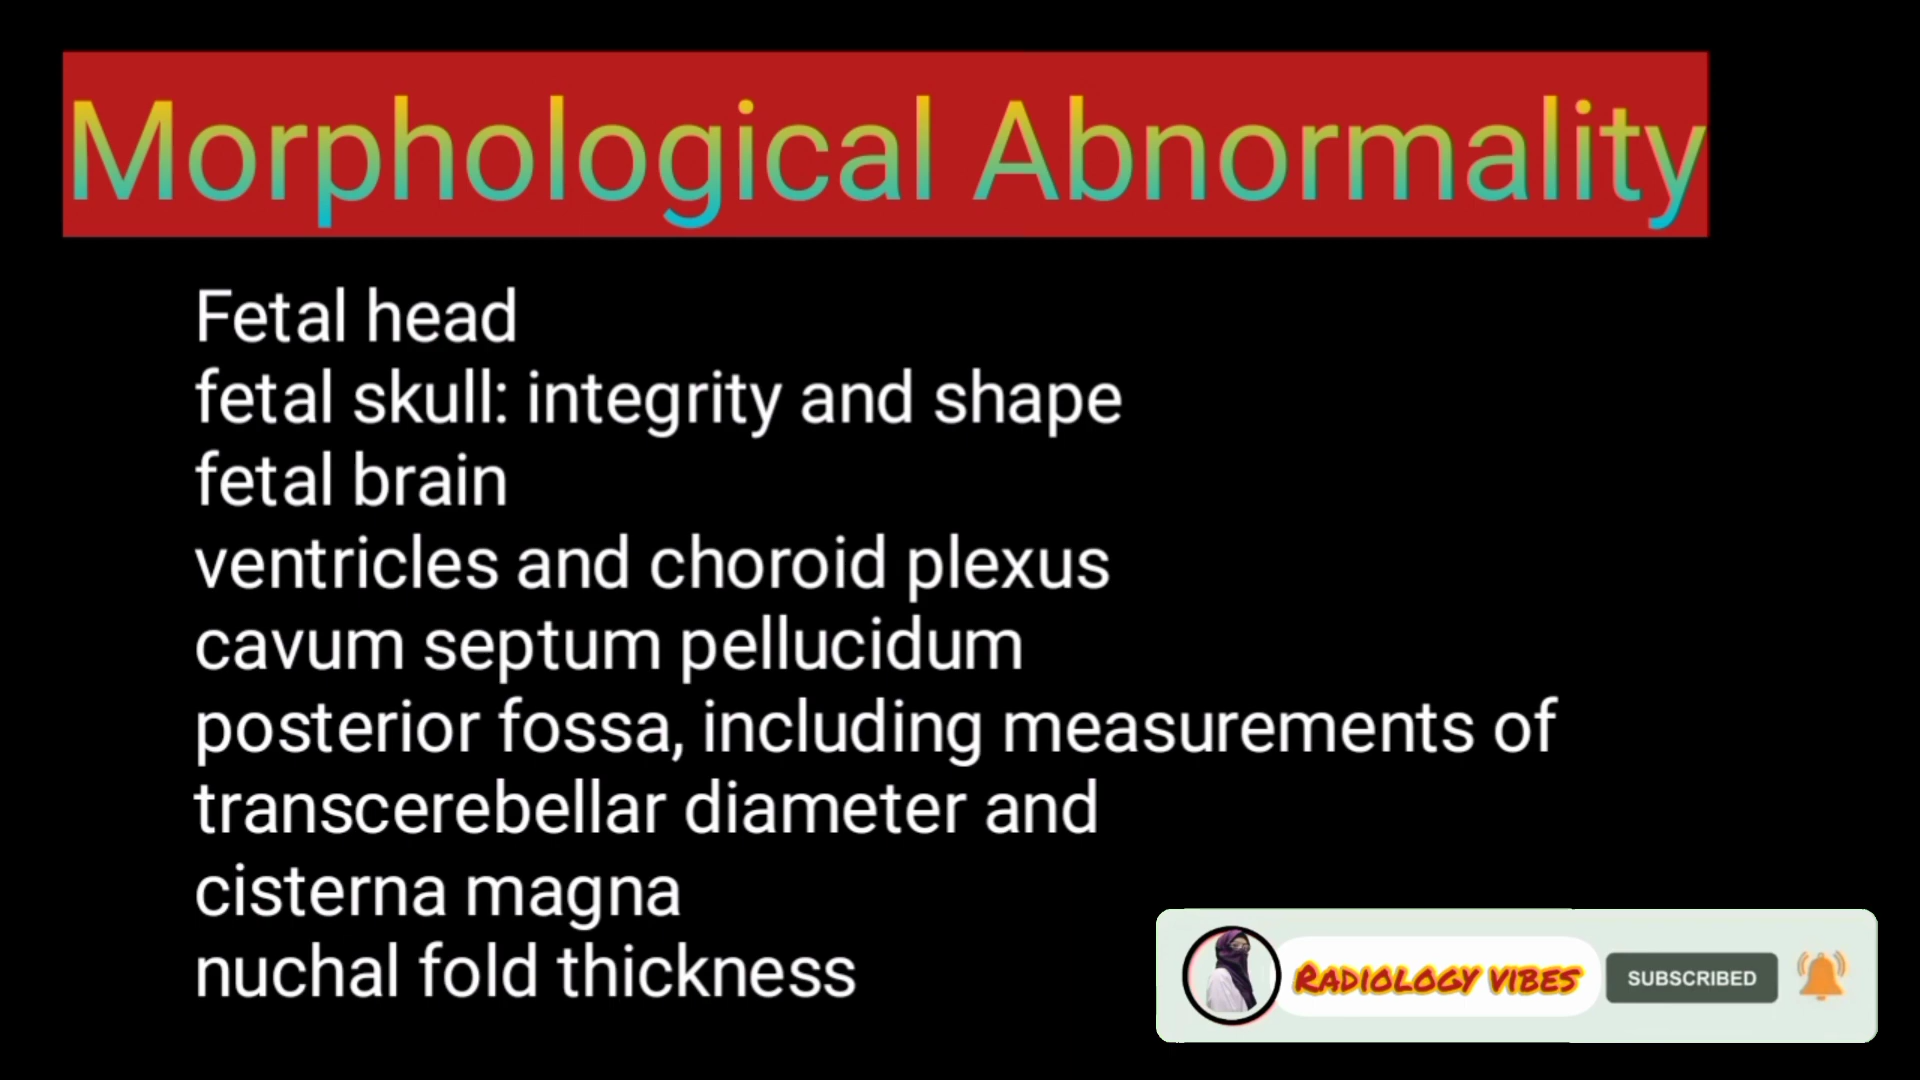 Morphological Abnormality
Fetal head
fetal skull: integrity and shape
fetal brain
ventricles and choroid plexus
cavum septum pellucidum
posterior fossa, including measurements of
transcerebellar diameter and
cisterna magna
nuchal fold thickness
RADIOLOGY VIBES
SUBSCRIBED